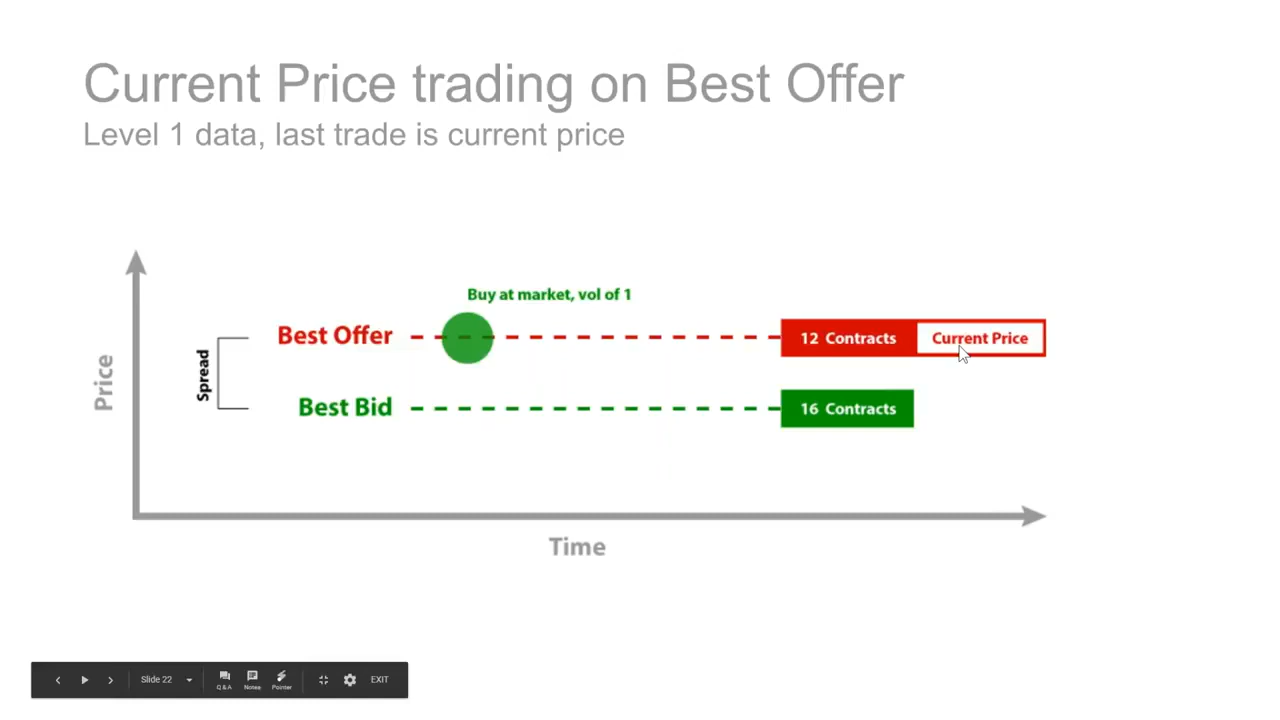 Current Price trading on Best Offer
Level 1 data, last trade is current price
Buy at market, vol of 1
Best Offer
12 Contracts
Current Price
Spread
Price
Best Bid
16 Contracts
Time
Slide 22
Q&A
Notes
Pointer
EXIT